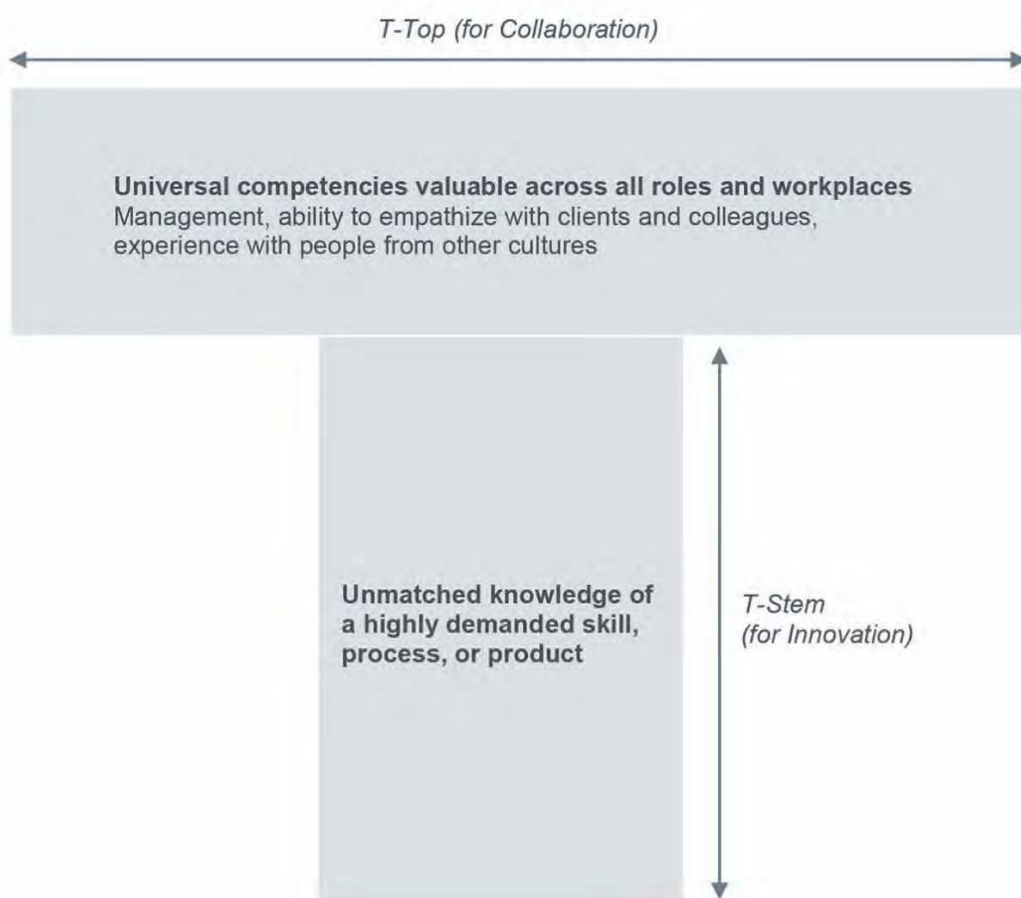 T-Top (for Collaboration)
Universal competencies valuable across all roles and workplaces
Management, ability to empathize with clients and colleagues,
experience with people from other cultures
Unmatched knowledge of
a highly demanded skill,
process, or product
T-Stem
(for Innovation)